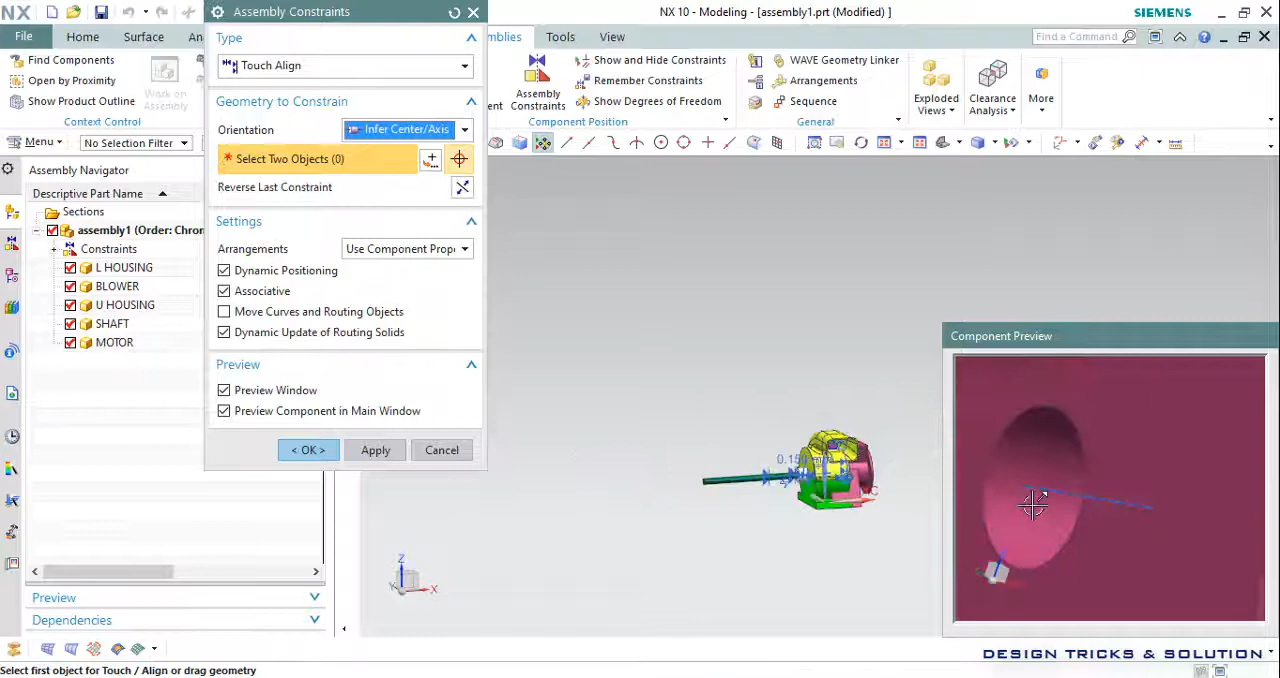 NX
NX 10 - Modeling - [assembly1.prt (Modified) ]
SIEMENS
File
Home
Surface
mblies
Tools
View
Find a Command
Find Components
Open by Proximity
Show Product Outline
Work on
Assembly
Context Control
Assembly
Constraints
Show and Hide Constraints
Remember Constraints
Show Degrees of Freedom
Component Position
WAVE Geometry Linker
Arrangements
Sequence
General
Exploded
Views
Clearance
Analysis
More
Menu
No Selection Filter
Assembly Navigator
Descriptive Part Name
Sections
assembly1 (Order: Chron
Constraints
L HOUSING
BLOWER
U HOUSING
SHAFT
MOTOR
Preview
Dependencies
Assembly Constraints
Type
Touch Align
Geometry to Constrain
Orientation
Infer Center/Axis
* Select Two Objects (0)
Reverse Last Constraint
Settings
Arrangements
Use Component Prop
Dynamic Positioning
Associative
Move Curves and Routing Objects
Dynamic Update of Routing Solids
Preview
Preview Window
Preview Component in Main Window
< OK >
Apply
Cancel
Component Preview
Z
Y
X
DESIGN TRICKS & SOLUTION
Select first object for Touch / Align or drag geometry